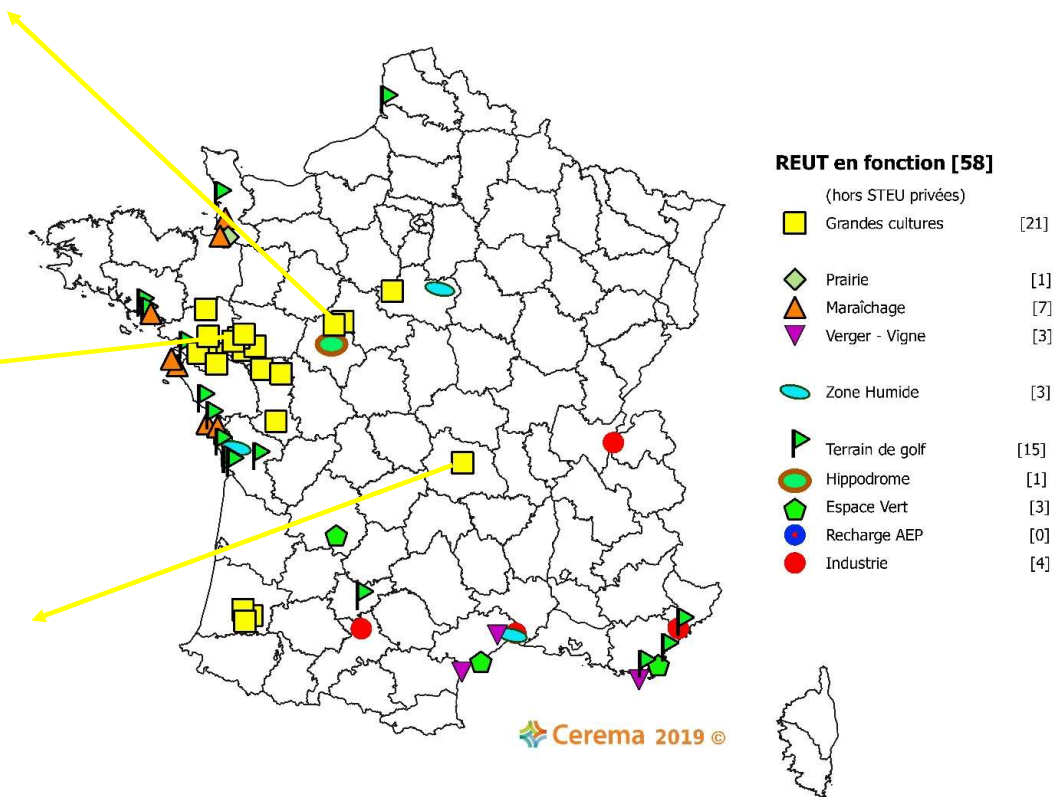 REUT en fonction [58]
(hors STEU privées)
Grandes cultures [21]
Prairie [1]
Maraîchage [7]
Verger - Vigne [3]
Zone Humide [3]
Terrain de golf [15]
Hippodrome [1]
Espace Vert [3]
Recharge AEP [0]
Industrie [4]
Cerema 2019 ©